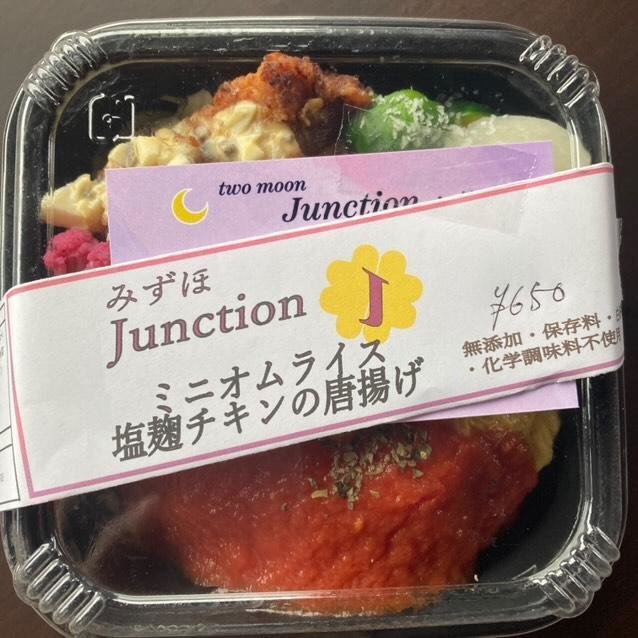 two moon
Junction
みずほ
Junction
J
¥650
ミニオムライス
塩麹チキンの唐揚げ
無添加・保存料・
・化学調味料不使用